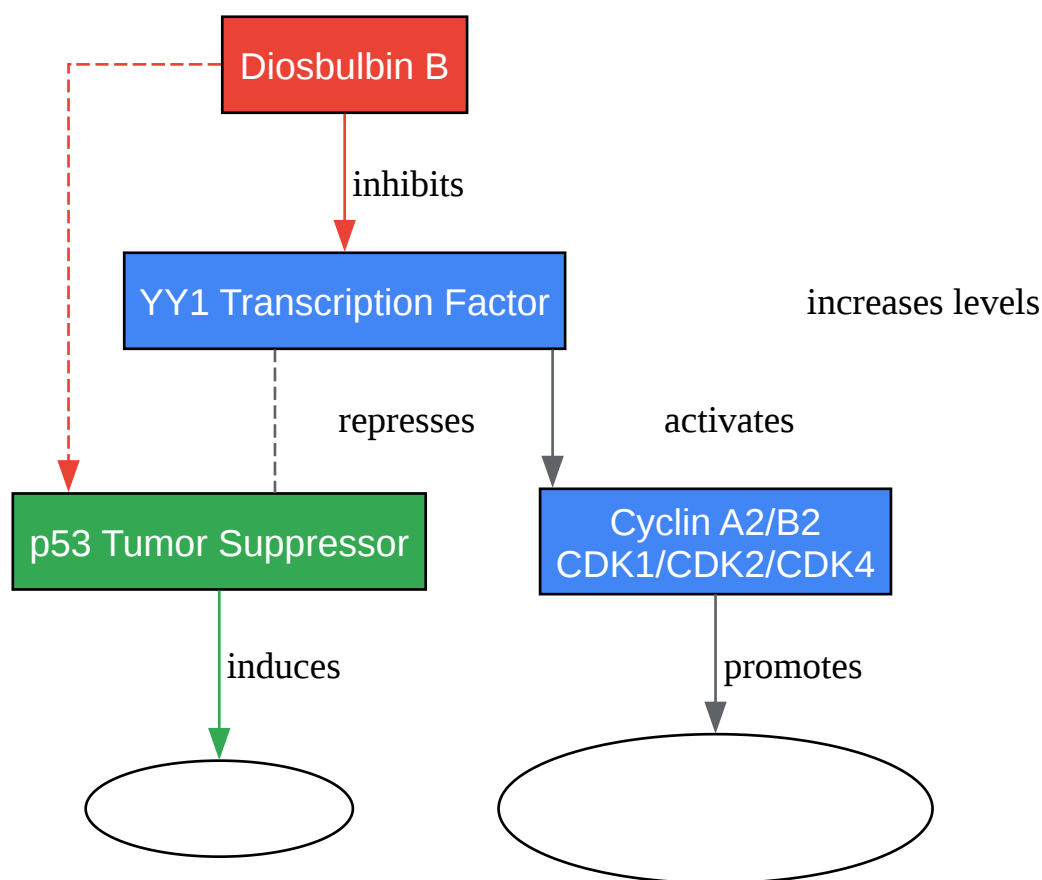 Diosbulbin B
inhibits
YY1 Transcription Factor
increases levels
represses
activates
p53 Tumor Suppressor
Cyclin A2/B2
CDK1/CDK2/CDK4
induces
promotes